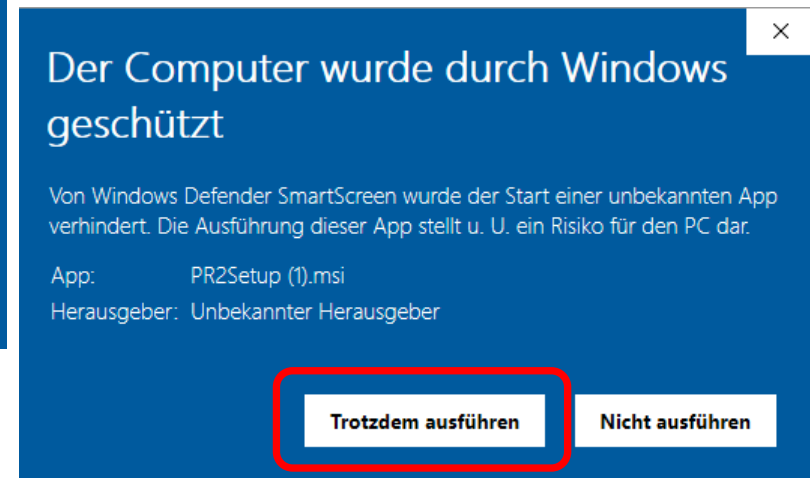 Der Computer wurde durch Windows
geschützt
Von Windows Defender SmartScreen wurde der Start einer unbekannten App
verhindert. Die Ausführung dieser App stellt u. U. ein Risiko für den PC dar.
App: PR2Setup (1).msi
Herausgeber: Unbekannter Herausgeber
Trotzdem ausführen Nicht ausführen